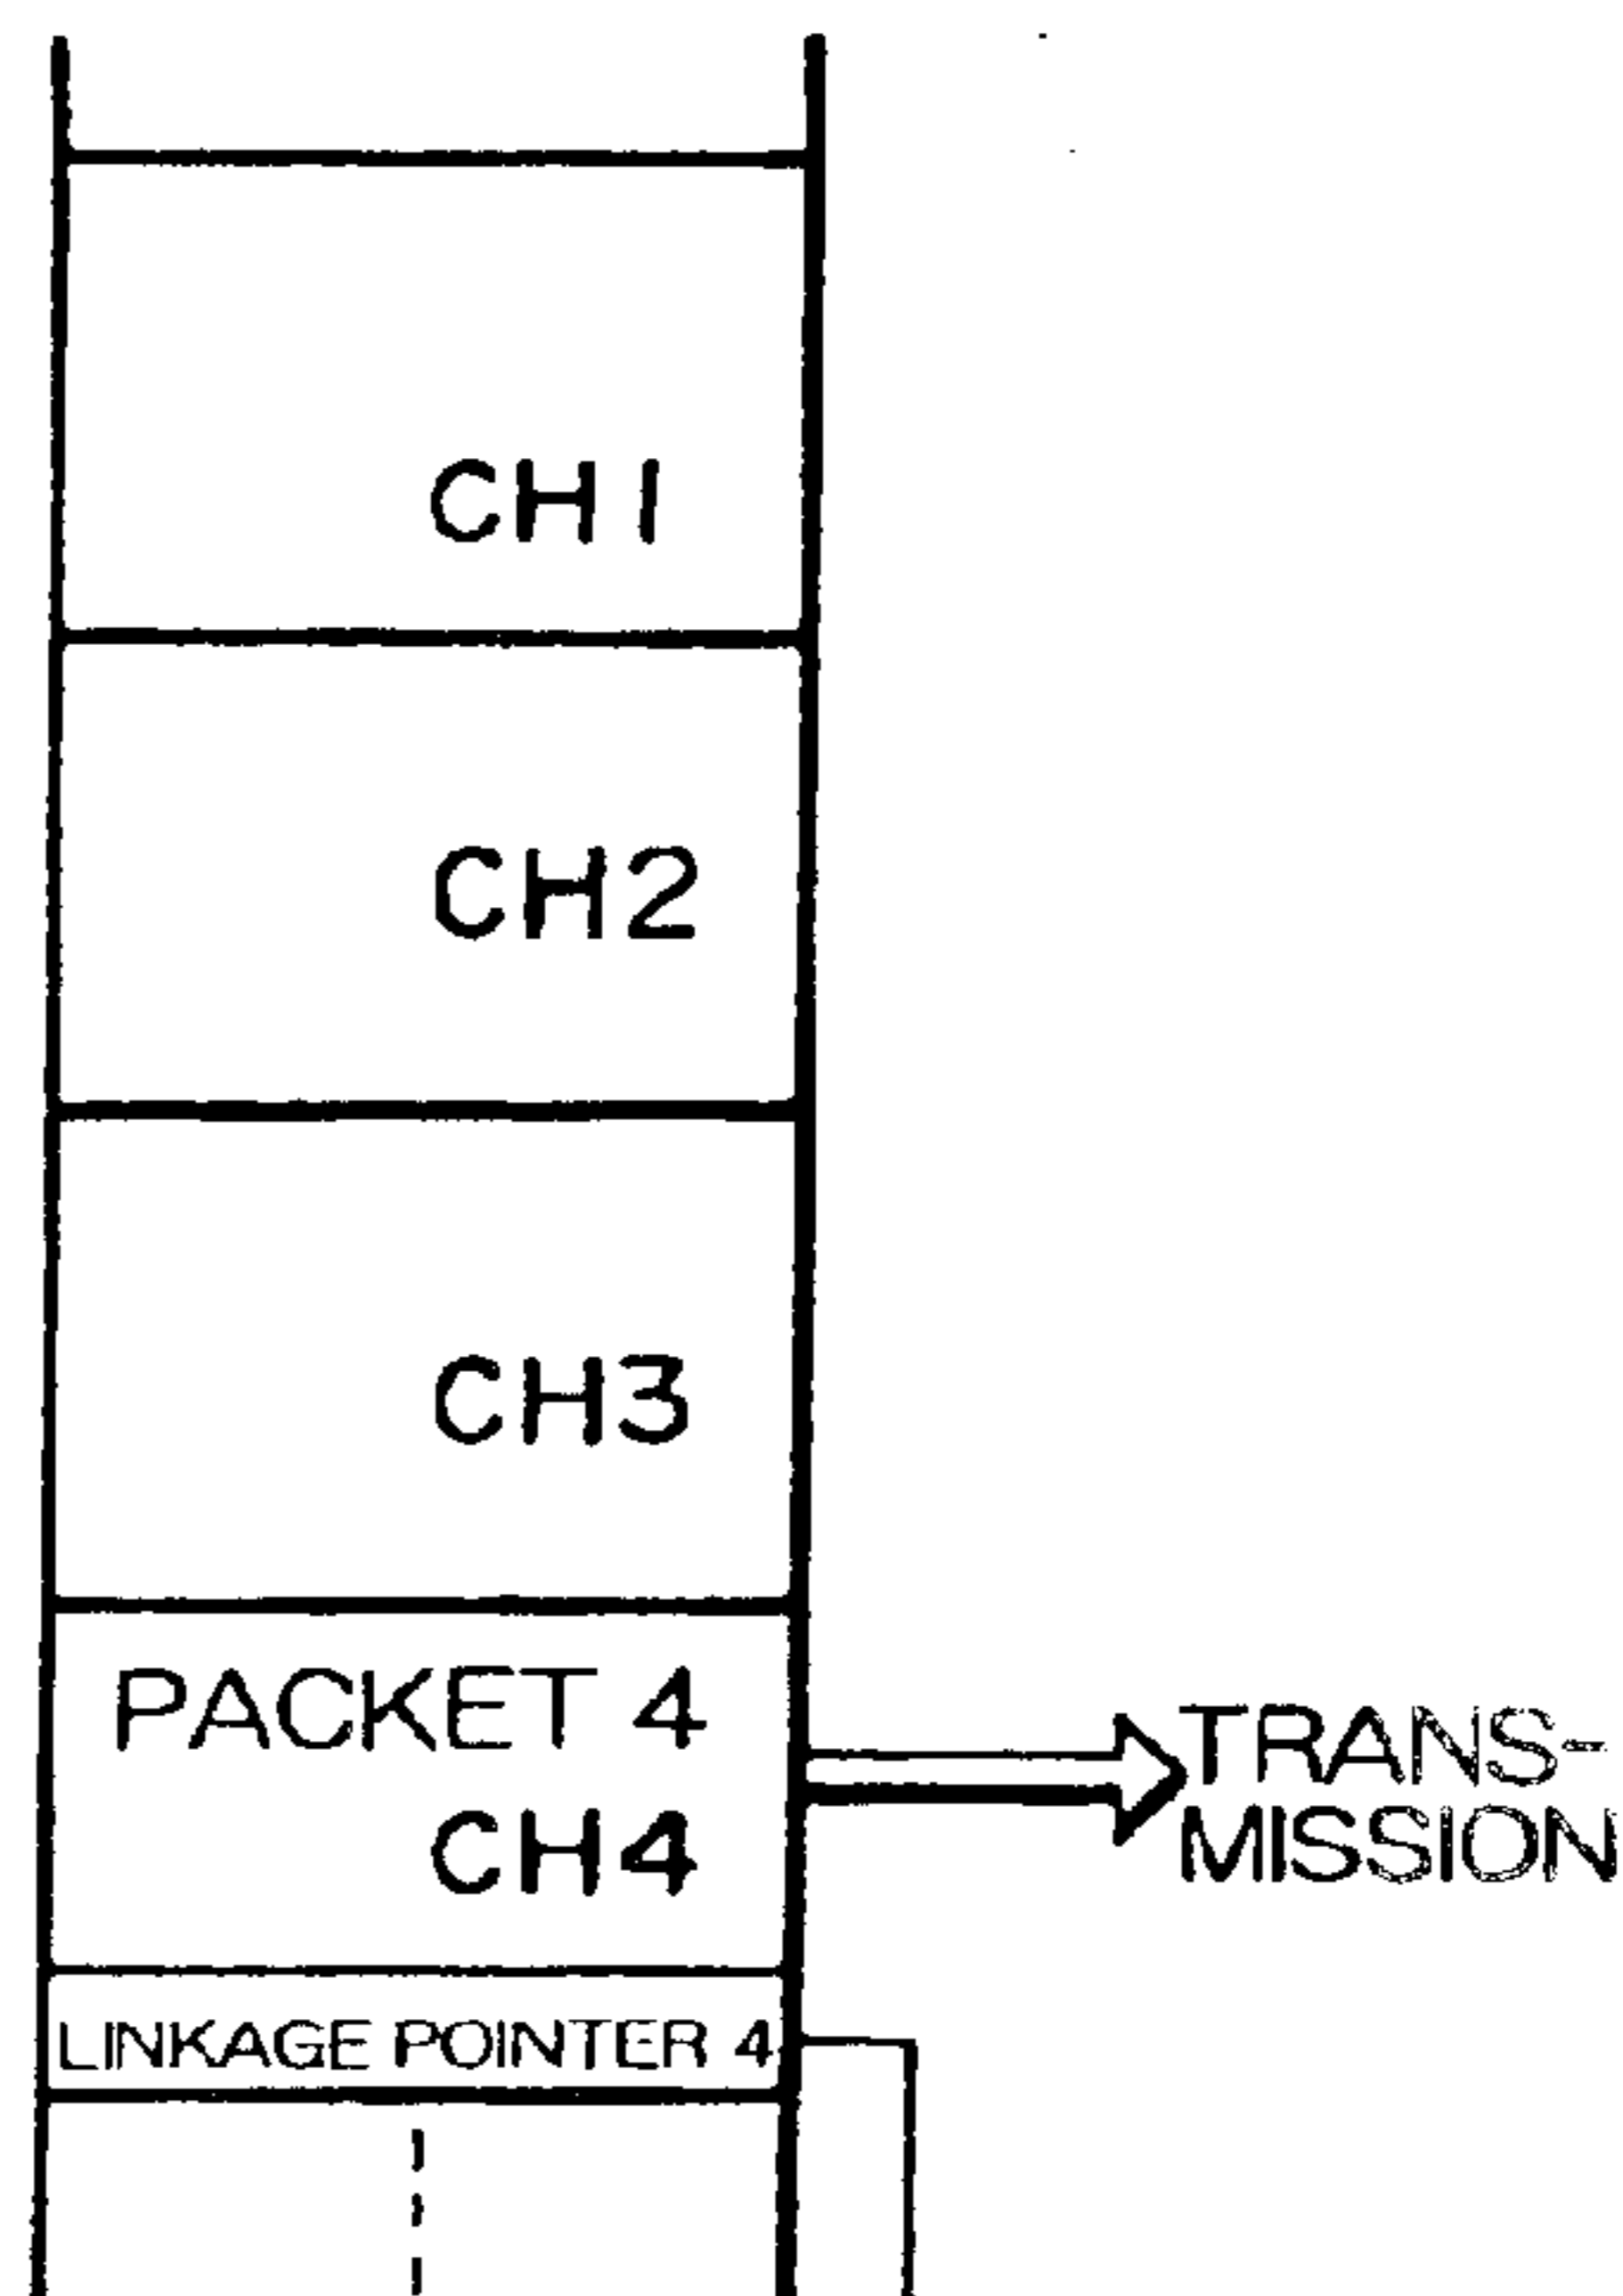 CH1
CH2
CH3
PACKET 4
CH4
TRANS-
MISSION
LINKAGE POINTER 4